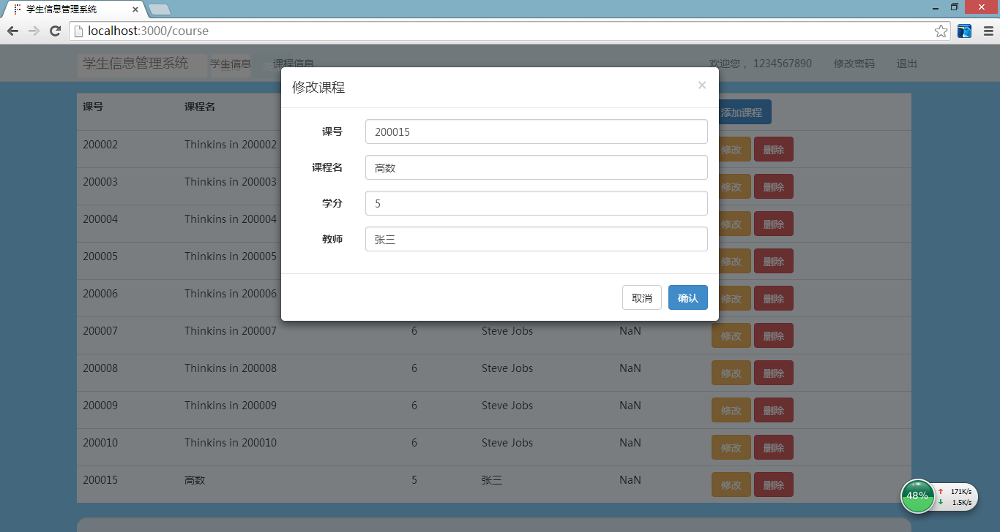 学生信息管理系统
localhost:3000/course
学生信息管理系统 学生信息 课程信息 欢迎您， 1234567890 修改密码 退出
修改课程 ×
课号 课程名 添加课程
课号 200015
200002 Thinkins in 200002 修改 删除
课程名 高数
200003 Thinkins in 200003 修改 删除
学分 5
200004 Thinkins in 200004 修改 删除
教师 张三
200005 Thinkins in 200005 修改 删除
200006 Thinkins in 200006 修改 删除
取消 确认
200007 Thinkins in 200007 6 Steve Jobs NaN 修改 删除
200008 Thinkins in 200008 6 Steve Jobs NaN 修改 删除
200009 Thinkins in 200009 6 Steve Jobs NaN 修改 删除
200010 Thinkins in 200010 6 Steve Jobs NaN 修改 删除
200015 高数 5 张三 NaN 修改 删除
48% 171K/s
1.5K/s